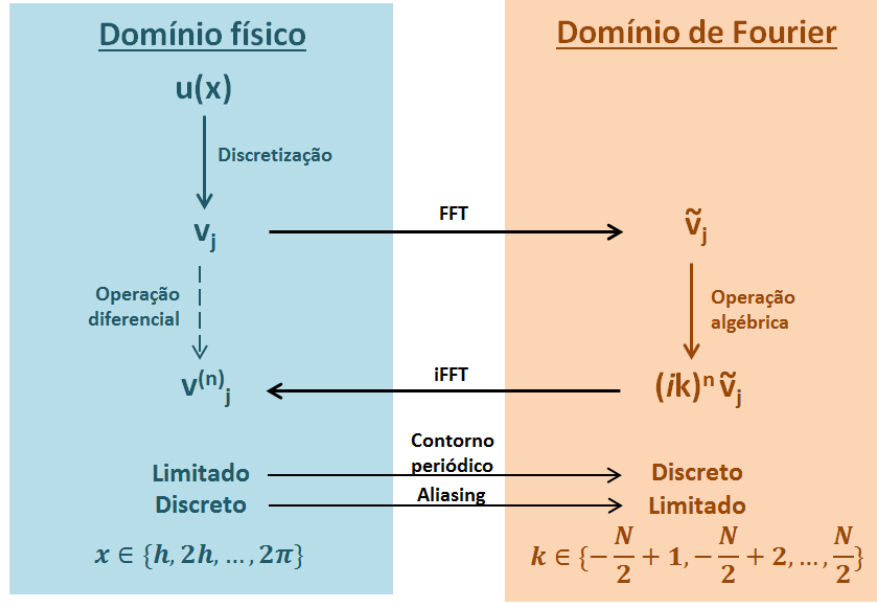 Domínio físico
Domínio de Fourier
u(x)
Discretização
v_j
FFT
ṽ_j
Operação
diferencial
Operação
algébrica
v^(n)_j
iFFT
(ik)^n ṽ_j
Contorno
periódico
Limitado
Discreto
Aliasing
Discreto
Limitado
x ∈ {h, 2h, ..., 2π}
k ∈ {-N/2 + 1, -N/2 + 2, ..., N/2}